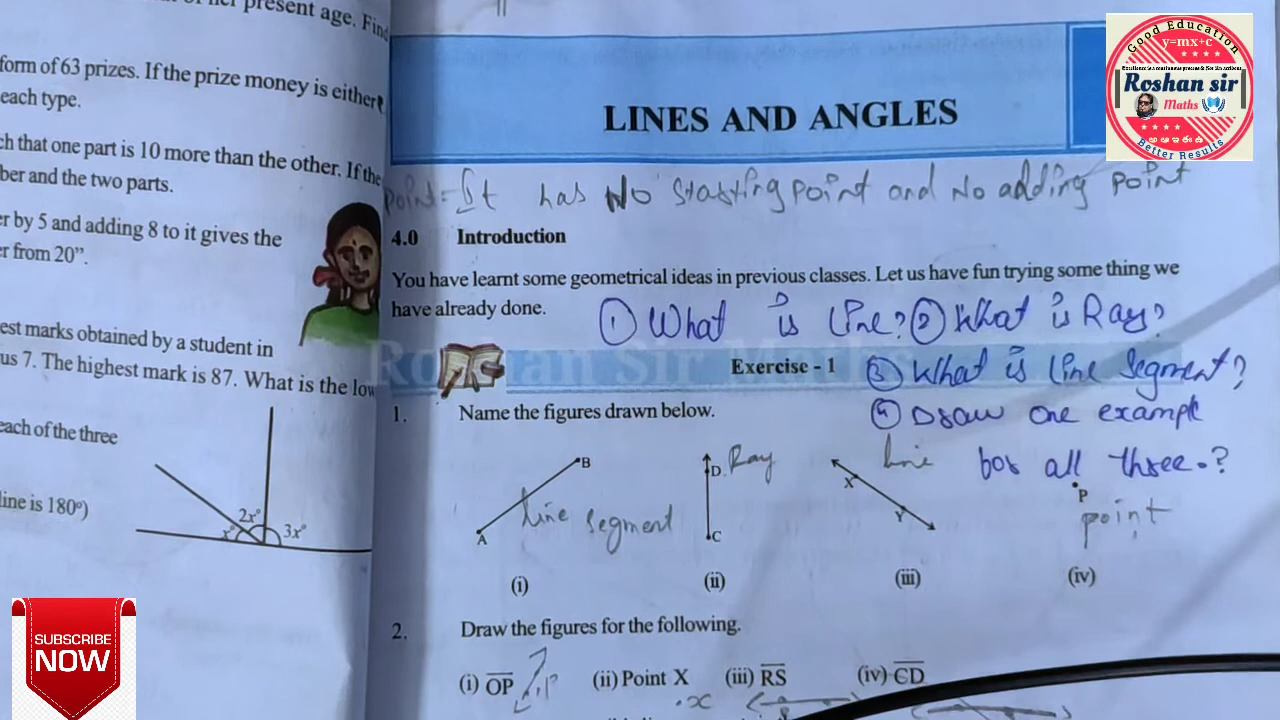 present age. Find
form of 63 prizes. If the prize money is either
each type.
ch that one part is 10 more than the other. If the
ber and the two parts.
er by 5 and adding 8 to it gives the
er from 20”.
est marks obtained by a student in
us 7. The highest mark is 87. What is the low
each of the three
line is 180°)
x° 2x° 3x°
SUBSCRIBE
NOW
Good Education
y=mx+c
Roshan sir
Maths
Better Results
LINES AND ANGLES
point = It has No starting point and No adding point
4.0 Introduction
You have learnt some geometrical ideas in previous classes. Let us have fun trying some thing we
have already done.
① What is line? ② What is Ray?
Roshan Sir Maths
Exercise - 1
③ What is line segment?
1. Name the figures drawn below.
④ Draw one example
for all three.?
A B line segment
C D Ray
X Y line
P point
(i) (ii) (iii) (iv)
2. Draw the figures for the following.
(i) OP (ii) Point X (iii) RS (iv) CD
.x